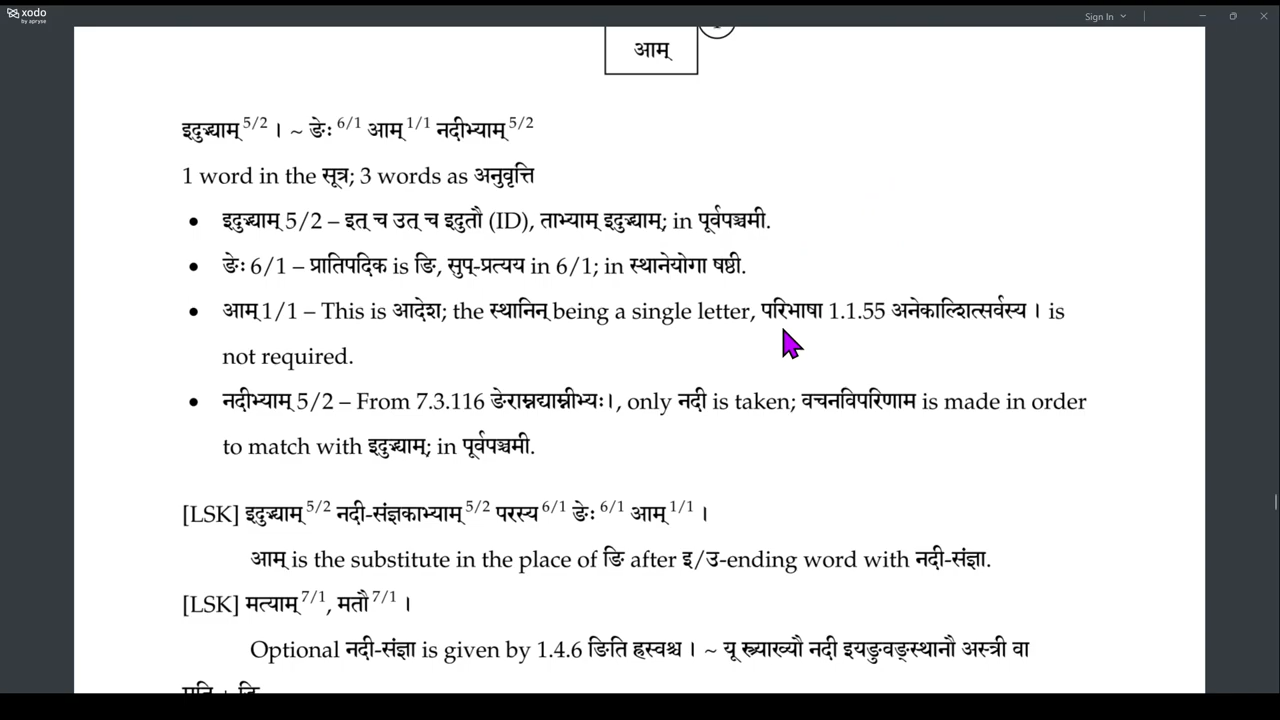 xodo
by apryse
Sign In
आम्
इदुद्भ्याम् 5/2 । ~ ङेः 6/1 आम् 1/1 नदीभ्याम् 5/2
1 word in the सूत्र; 3 words as अनुवृत्ति
• इदुद्भ्याम् 5/2 – इत् च उत् च इदुतौ (ID), ताभ्याम् इदुद्भ्याम्; in पूर्वपञ्चमी.
• ङेः 6/1 – प्रातिपदिक is ङि, सुप्-प्रत्यय in 6/1; in स्थानेयोगा षष्ठी.
• आम् 1/1 – This is आदेश; the स्थानिन् being a single letter, परिभाषा 1.1.55 अनेकाल्शित्सर्वस्य । is
not required.
• नदीभ्याम् 5/2 – From 7.3.116 ङेराम्नद्याम्नीभ्यः।, only नदी is taken; वचनविपरिणाम is made in order
to match with इदुद्भ्याम्; in पूर्वपञ्चमी.
[LSK] इदुद्भ्याम् 5/2 नदी-संज्ञकाभ्याम् 5/2 परस्य 6/1 ङेः 6/1 आम् 1/1 ।
आम् is the substitute in the place of ङि after इ/उ-ending word with नदी-संज्ञा.
[LSK] मत्याम् 7/1, मतौ 7/1 ।
Optional नदी-संज्ञा is given by 1.4.6 ङिति ह्रस्वश्च । ~ यू स्त्र्याख्यौ नदी इयङुवङ्स्थानौ अस्त्री वा